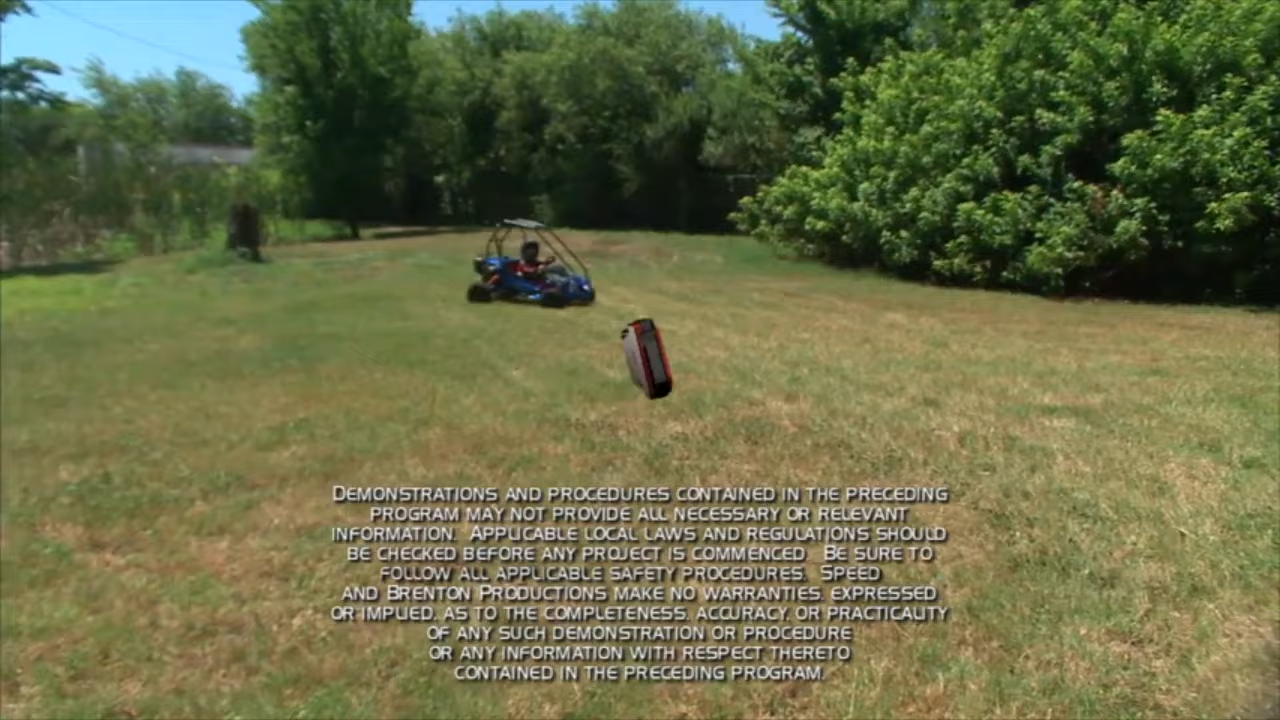 DEMONSTRATIONS AND PROCEDURES CONTAINED IN THE PRECEDING
PROGRAM MAY NOT PROVIDE ALL NECESSARY OR RELEVANT
INFORMATION. APPLICABLE LOCAL LAWS AND REGULATIONS SHOULD
BE CHECKED BEFORE ANY PROJECT IS COMMENCED. BE SURE TO
FOLLOW ALL APPLICABLE SAFETY PROCEDURES. SPEED
AND BRENTON PRODUCTIONS MAKE NO WARRANTIES, EXPRESSED
OR IMPLIED, AS TO THE COMPLETENESS, ACCURACY, OR PRACTICALITY
OF ANY SUCH DEMONSTRATION OR PROCEDURE
OR ANY INFORMATION WITH RESPECT THERETO
CONTAINED IN THE PRECEDING PROGRAM.